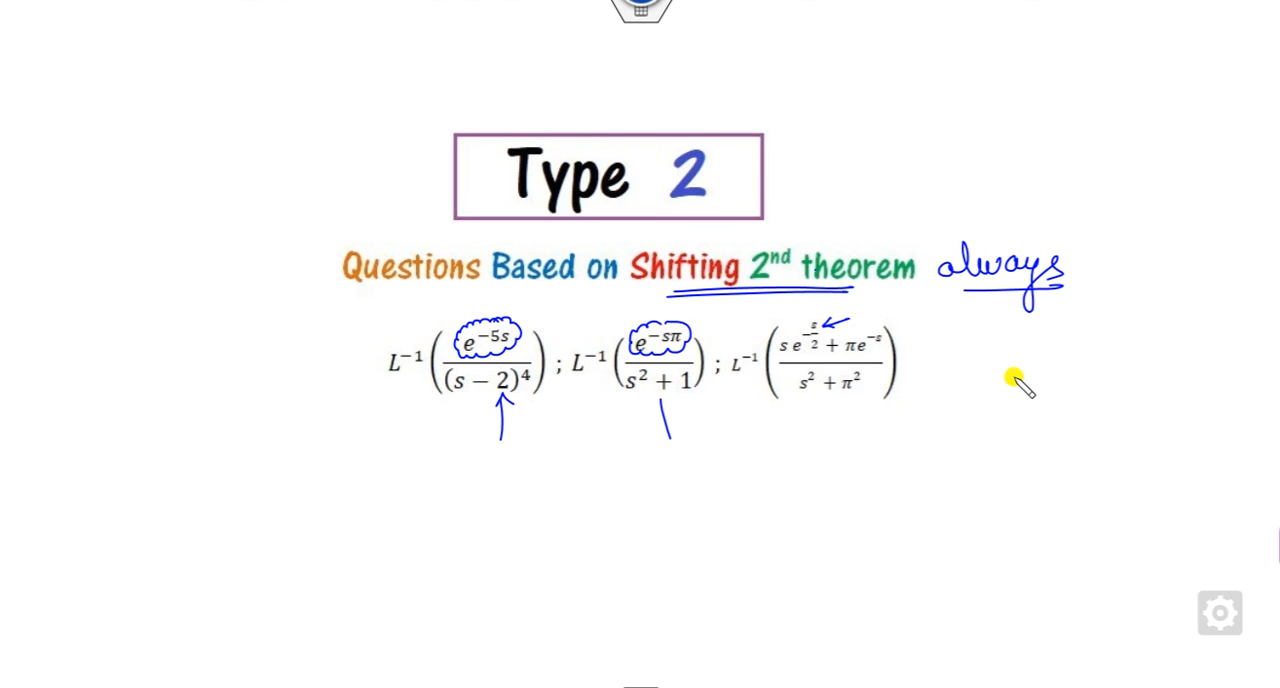 Type 2
Questions Based on Shifting 2nd theorem always
L⁻¹(e⁻⁵ˢ/(s − 2)⁴) ; L⁻¹(e^(−sπ)/(s² + 1)) ; L⁻¹((s e^(−s/2) + πe⁻ˢ)/(s² + π²))